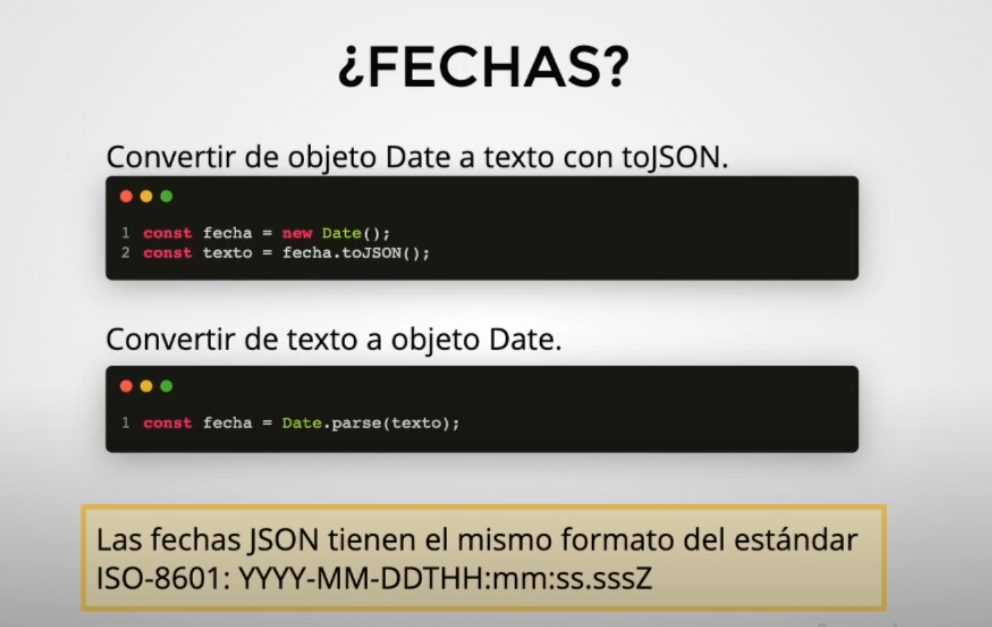 ¿FECHAS?
Convertir de objeto Date a texto con toJSON.
1 const fecha = new Date();
2 const texto = fecha.toJSON();
Convertir de texto a objeto Date.
1 const fecha = Date.parse(texto);
Las fechas JSON tienen el mismo formato del estándar
ISO-8601: YYYY-MM-DDTHH:mm:ss.sssZ